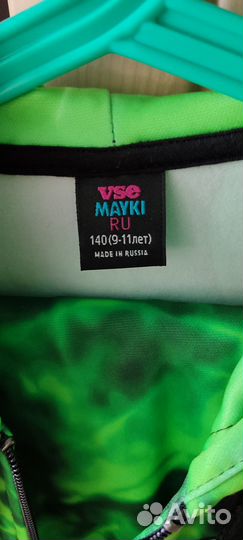 vse
MAYKI
RU
140(9-11лет)
MADE IN RUSSIA
Avito